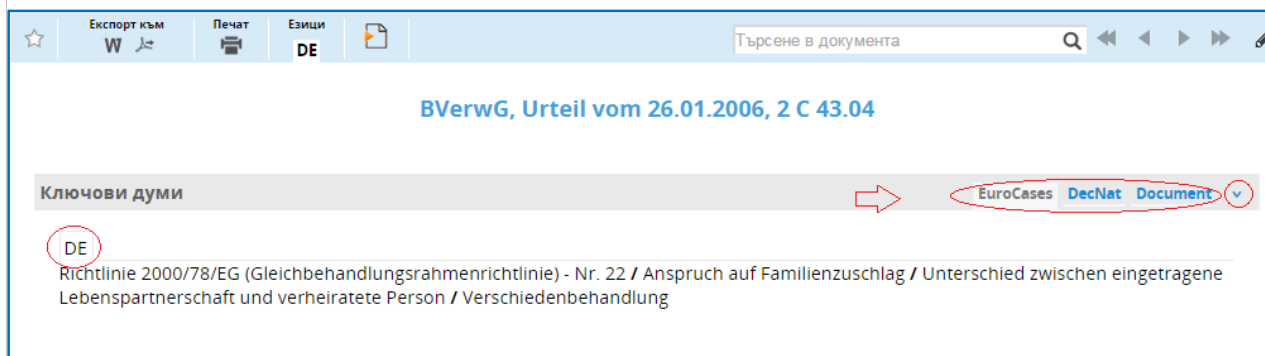 Експорт към Печат Езици
W DE
Търсене в документа
BVerwG, Urteil vom 26.01.2006, 2 C 43.04
Ключови думи EuroCases DecNat Document
DE
Richtlinie 2000/78/EG (Gleichbehandlungsrahmenrichtlinie) - Nr. 22 / Anspruch auf Familienzuschlag / Unterschied zwischen eingetragene
Lebenspartnerschaft und verheiratete Person / Verschiedenbehandlung